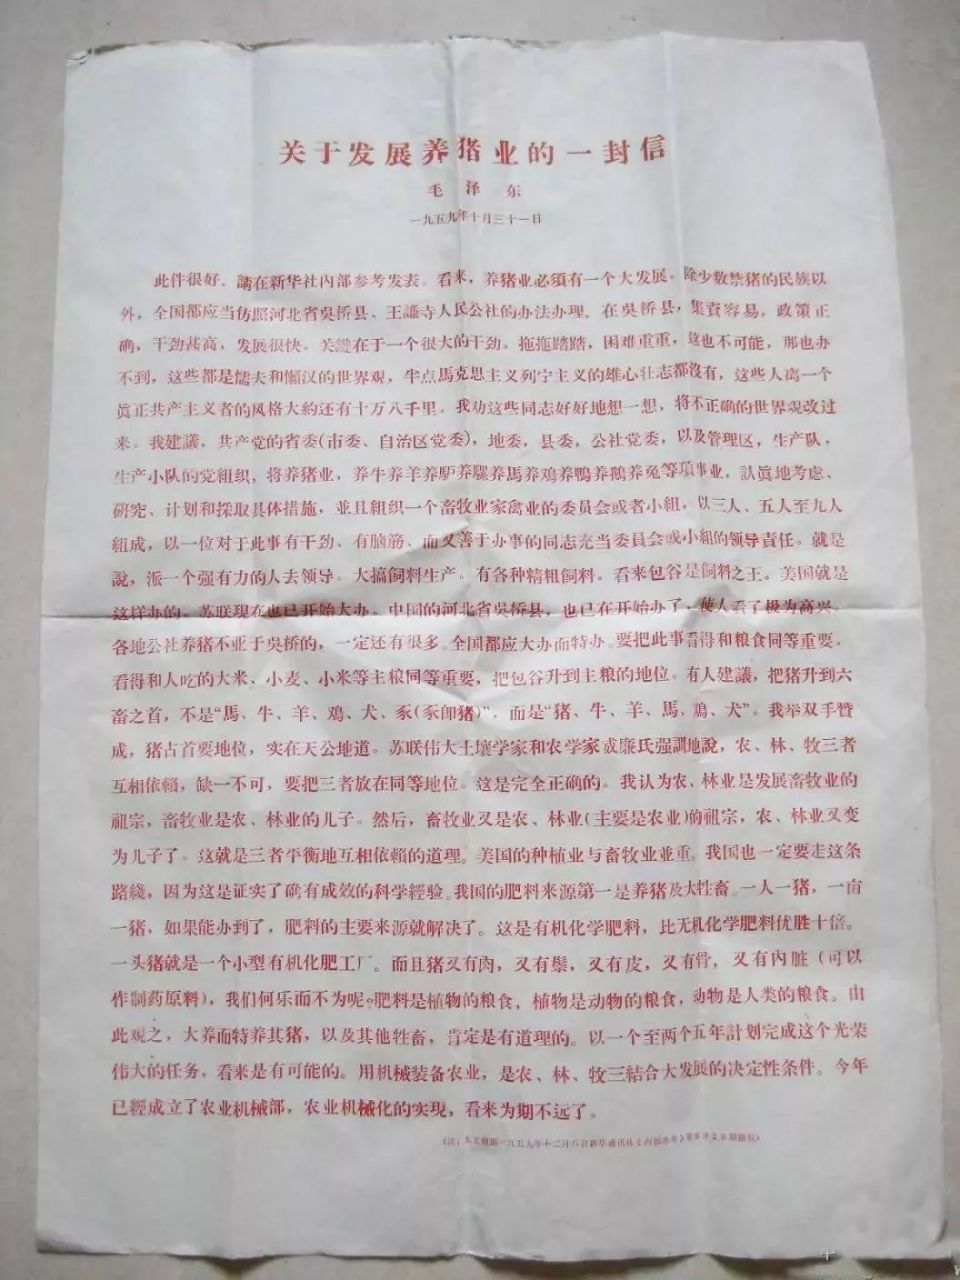 关于发展养猪业的一封信
毛泽东
一九五九年十月三十一日
此件很好，請在新华社内部参考发表。看来，养猪业必須有一个大发展。除少数禁猪的民族以
外，全国都应当仿照河北省吳桥县、王謙寺人民公社的办法办理。在吳桥县，集資容易，政策正
确，干劲甚高，发展很快。关鍵在于一个很大的干劲。拖拖踏踏，困难重重，这也不可能，那也办
不到，这些都是懦夫和懶汉的世界观，半点馬克思主义列宁主义的雄心壮志都沒有，这些人离一个
眞正共产主义者的风格大約还有十万八千里。我劝这些同志好好地想一想，将不正确的世界观改过
来。我建議，共产党的省委(市委、自治区党委)，地委，县委，公社党委，以及管理区，生产队，
生产小队的党組织，将养猪业，养牛养羊养驴养騾养馬养鸡养鴨养鵝养兔等項事业，認眞地考虑、
研究、计划和採取具体措施，並且組织一个畜牧业家禽业的委员会或者小組，以三人、五人至九人
組成，以一位对于此事有干劲、有脑筋、而又善于办事的同志充当委員会或小組的领导責任。就是
說，派一个强有力的人去领导。大搞飼料生产。有各种精粗飼料。看来包谷是飼料之王。美国就是
这样办的。苏联现在也已开始大办。中国的河北省吳桥县，也已在开始办了，使人看了极为高兴。
各地公社养猪不亚于吳桥的，一定还有很多。全国都应大办而特办。要把此事看得和粮食同等重要。
看得和人吃的大米、小麦、小米等主粮同等重要，把包谷升到主粮的地位。有人建議，把猪升到六
畜之首，不是“馬、牛、羊、鸡、犬、豕(豕卽猪)”，而是“猪、牛、羊、馬、鸡、犬”。我举双手贊
成，猪占首要地位，实在天公地道。苏联伟大土壤学家和农学家或廉氏强調地說，农、林、牧三者
互相依賴，缺一不可，要把三者放在同等地位。这是完全正确的。我认为农、林业是发展畜牧业的
祖宗，畜牧业是农、林业的儿子。然后，畜牧业又是农、林业(主要是农业)的祖宗，农、林业又变
为儿子了。这就是三者平衡地互相依賴的道理。美国的种植业与畜牧业並重。我国也一定要走这条
路綫，因为这是证实了确有成效的科学經驗。我国的肥料来源第一是养猪及大牲畜。一人一猪，一亩
一猪，如果能办到了，肥料的主要来源就解决了。这是有机化学肥料，比无机化学肥料优胜十倍。
一头猪就是一个小型有机化肥工厂。而且猪又有肉，又有鬃，又有皮，又有骨，又有内脏(可以
作制药原料)，我们何乐而不为呢？肥料是植物的粮食，植物是动物的粮食，动物是人类的粮食。由
此观之，大养而特养其猪，以及其他牲畜，肯定是有道理的。以一个至两个五年計划完成这个光荣
伟大的任务，看来是有可能的。用机械装备农业，是农、林、牧三結合大发展的决定性条件。今年
已經成立了农业机械部，农业机械化的实现，看来为期不远了。
(注：本文根据一九五九年十二月八日新华通訊社《内部参考》